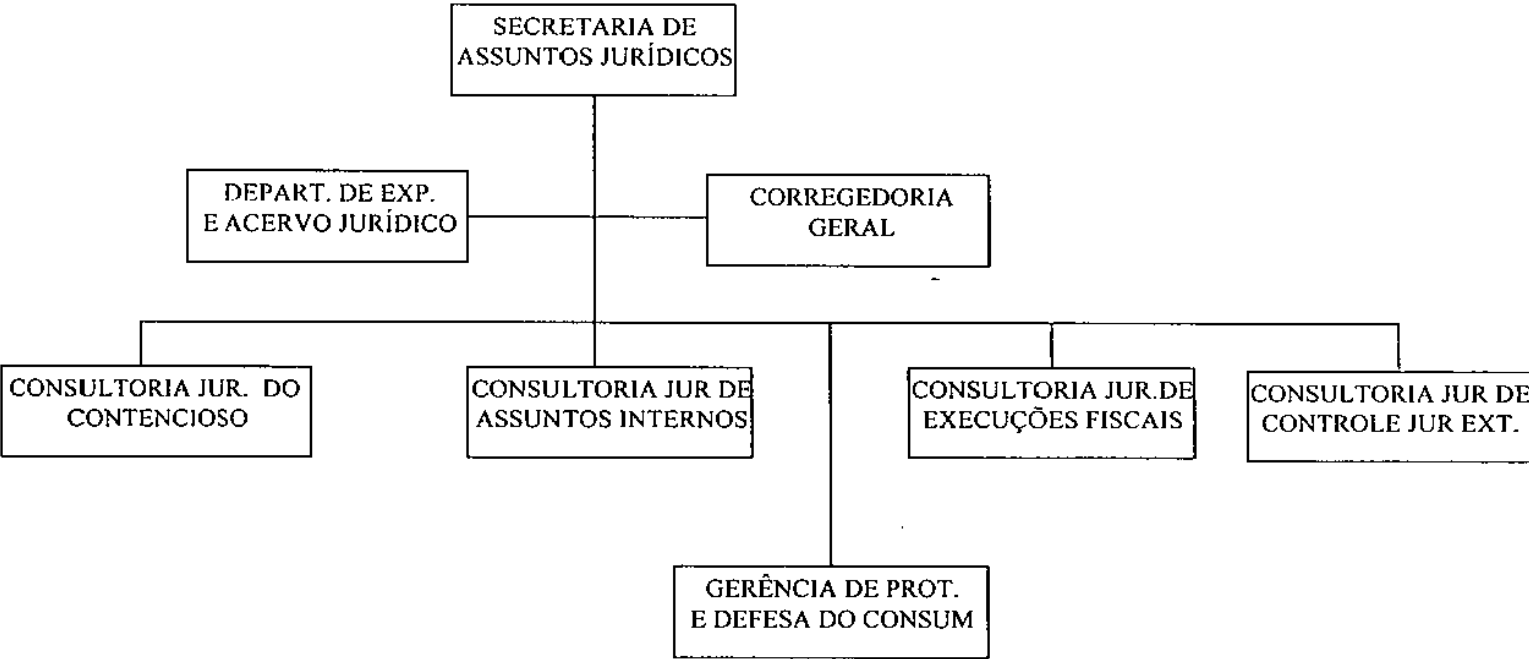 SECRETARIA DE
ASSUNTOS JURÍDICOS
DEPART. DE EXP.
E ACERVO JURÍDICO
CORREGEDORIA
GERAL
CONSULTORIA JUR. DO
CONTENCIOSO
CONSULTORIA JUR DE
ASSUNTOS INTERNOS
CONSULTORIA JUR.DE
EXECUÇÕES FISCAIS
CONSULTORIA JUR DE
CONTROLE JUR EXT.
GERÊNCIA DE PROT.
E DEFESA DO CONSUM